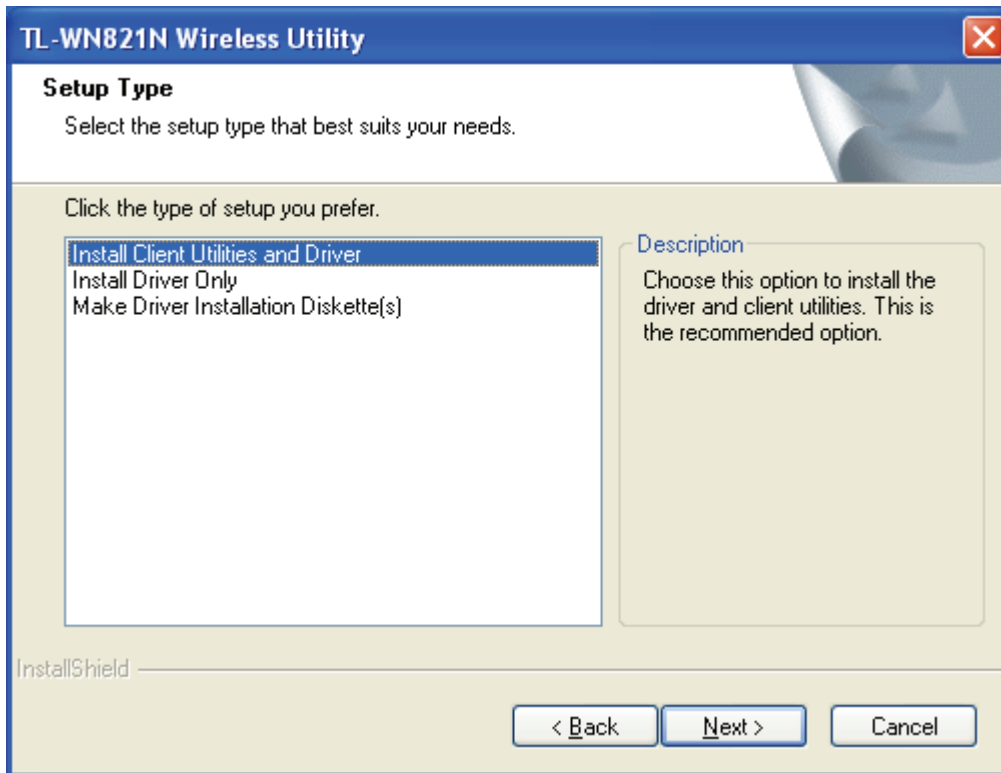 TL-WN821N Wireless Utility
Setup Type
Select the setup type that best suits your needs.
Click the type of setup you prefer.
Install Client Utilities and Driver
Install Driver Only
Make Driver Installation Diskette(s)
Description
Choose this option to install the
driver and client utilities. This is
the recommended option.
InstallShield
< Back
Next >
Cancel